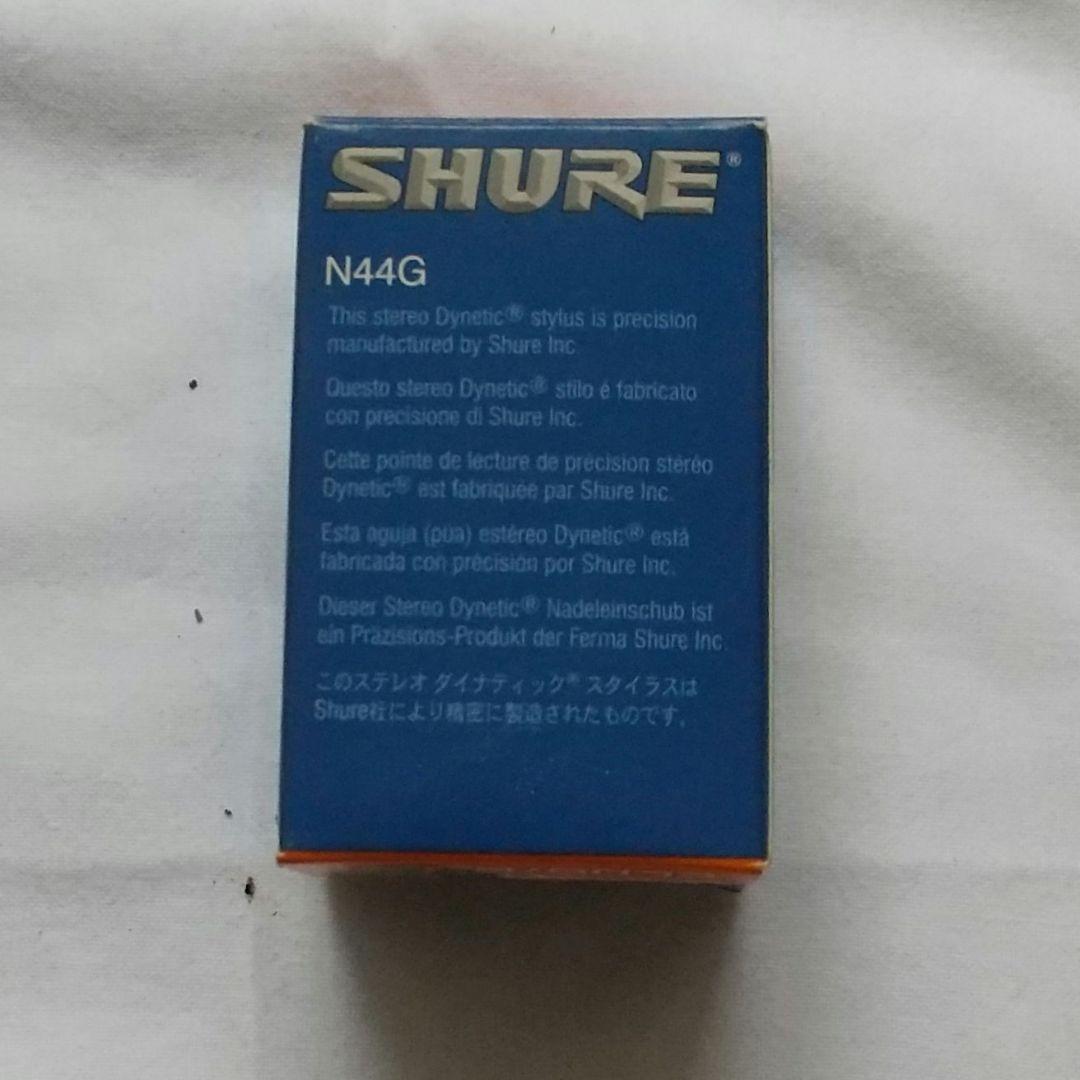 SHURE®
N44G
This stereo Dynetic® stylus is precision
manufactured by Shure Inc.
Questo stereo Dynetic® stilo é fabricato
con precisione di Shure Inc.
Cette pointe de lecture de précision stéréo
Dynetic® est fabriquée par Shure Inc.
Esta aguja (púa) estéreo Dynetic® está
fabricada con precisión por Shure Inc.
Dieser Stereo Dynetic® Nadeleinschub ist
ein Präzisions-Produkt der Ferma Shure Inc.
このステレオ ダイナティック® スタイラスは
Shure社により精密に製造されたものです。